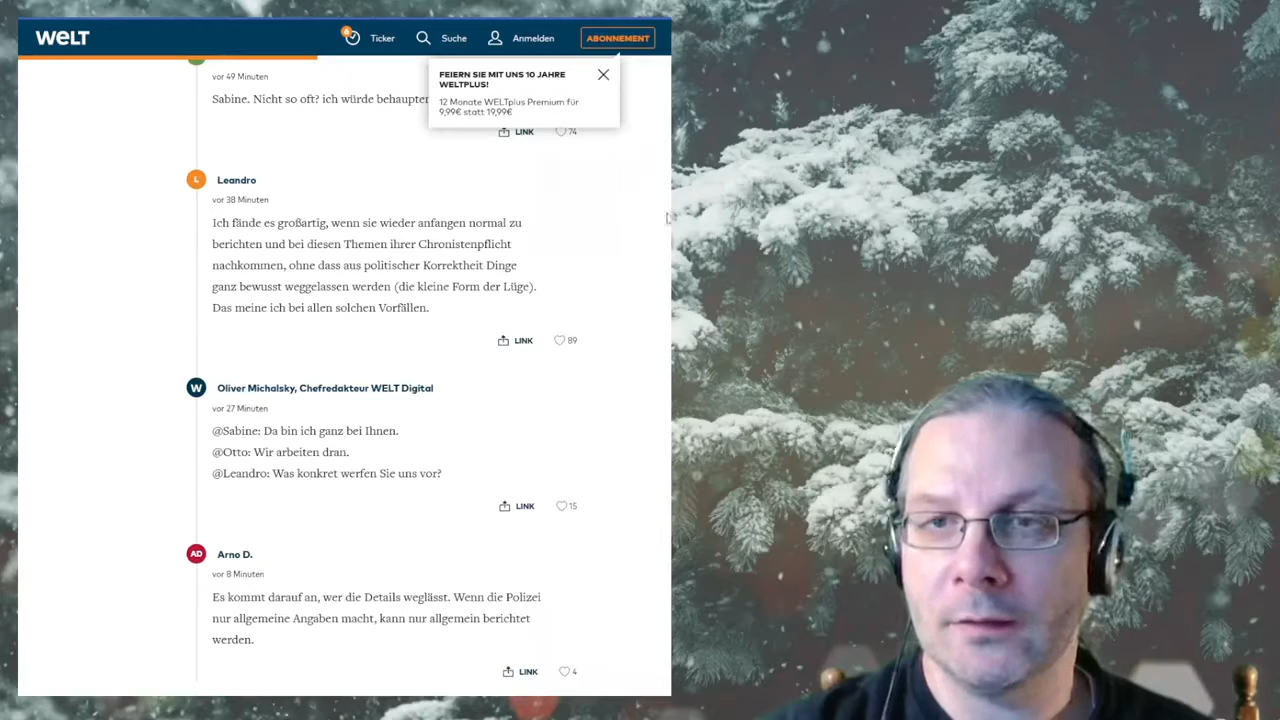 WELT
6
Ticker
Suche
Anmelden
ABONNEMENT
FEIERN SIE MIT UNS 10 JAHRE
WELTPLUS!
12 Monate WELTplus Premium für
9,99€ statt 19,99€
vor 49 Minuten
Sabine. Nicht so oft? ich würde behaupten
LINK
74
L
Leandro
vor 38 Minuten
Ich fände es großartig, wenn sie wieder anfangen normal zu
berichten und bei diesen Themen ihrer Chronistenpflicht
nachkommen, ohne dass aus politischer Korrektheit Dinge
ganz bewusst weggelassen werden (die kleine Form der Lüge).
Das meine ich bei allen solchen Vorfällen.
LINK
89
W
Oliver Michalsky, Chefredakteur WELT Digital
vor 27 Minuten
@Sabine: Da bin ich ganz bei Ihnen.
@Otto: Wir arbeiten dran.
@Leandro: Was konkret werfen Sie uns vor?
LINK
15
AD
Arno D.
vor 8 Minuten
Es kommt darauf an, wer die Details weglässt. Wenn die Polizei
nur allgemeine Angaben macht, kann nur allgemein berichtet
werden.
LINK
4